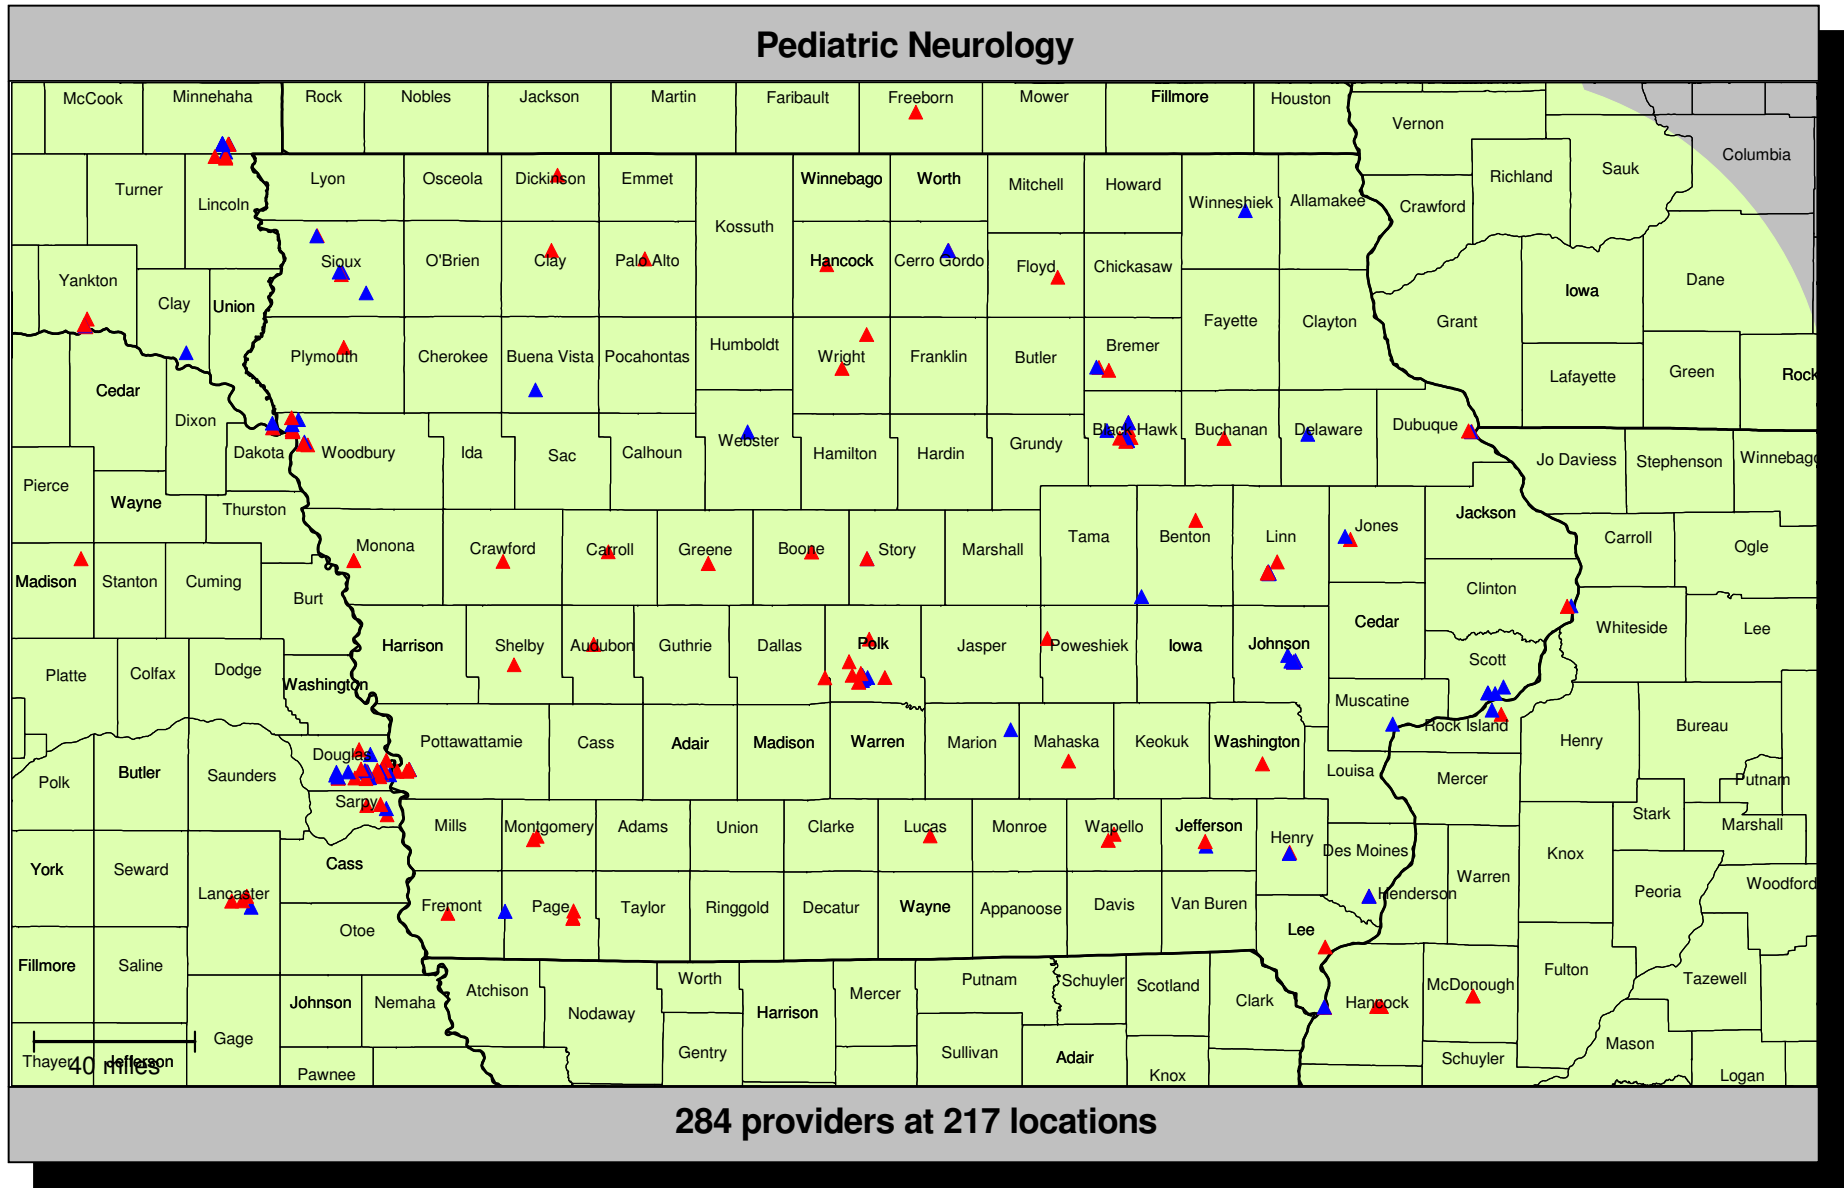 Pediatric Neurology
McCook Minnehaha Rock Nobles Jackson Martin Faribault Freeborn Mower Fillmore Houston
Vernon
Columbia
Turner Lincoln Lyon Osceola Dickinson Emmet Winnebago Worth Mitchell Howard Winneshiek Allamakee Crawford Richland Sauk
Kossuth
Yankton Clay Union Sioux O'Brien Clay Palo Alto Hancock Cerro Gordo Floyd Chickasaw Iowa Dane
Fayette Clayton Grant
Plymouth Cherokee Buena Vista Pocahontas Humboldt Wright Franklin Butler Bremer Lafayette Green Rock
Cedar Dixon
Dakota Woodbury Ida Sac Calhoun Webster Hamilton Hardin Grundy Black Hawk Buchanan Delaware Dubuque Jo Daviess Stephenson Winnebago
Pierce Wayne Thurston
Jackson
Monona Crawford Carroll Greene Boone Story Marshall Tama Benton Linn Jones Carroll Ogle
Madison Stanton Cuming Burt Clinton
Harrison Shelby Audubon Guthrie Dallas Polk Jasper Poweshiek Iowa Johnson Cedar Scott Whiteside Lee
Platte Colfax Dodge Washington
Muscatine Rock Island Bureau
Douglas Pottawattamie Cass Adair Madison Warren Marion Mahaska Keokuk Washington Henry
Polk Butler Saunders Louisa Mercer Putnam
Sarpy Mills Montgomery Adams Union Clarke Lucas Monroe Wapello Jefferson Henry Des Moines Stark Marshall
York Seward Cass Knox
Lancaster Fremont Page Taylor Ringgold Decatur Wayne Appanoose Davis Van Buren Henderson Warren Peoria Woodford
Otoe Lee
Fillmore Saline Atchison Worth Putnam Schuyler Scotland McDonough Fulton Tazewell
Johnson Nemaha Nodaway Harrison Mercer Clark Hancock
Gage Gentry Sullivan Adair Schuyler Mason
Thayer Jefferson
40 miles
Pawnee Knox Logan
284 providers at 217 locations